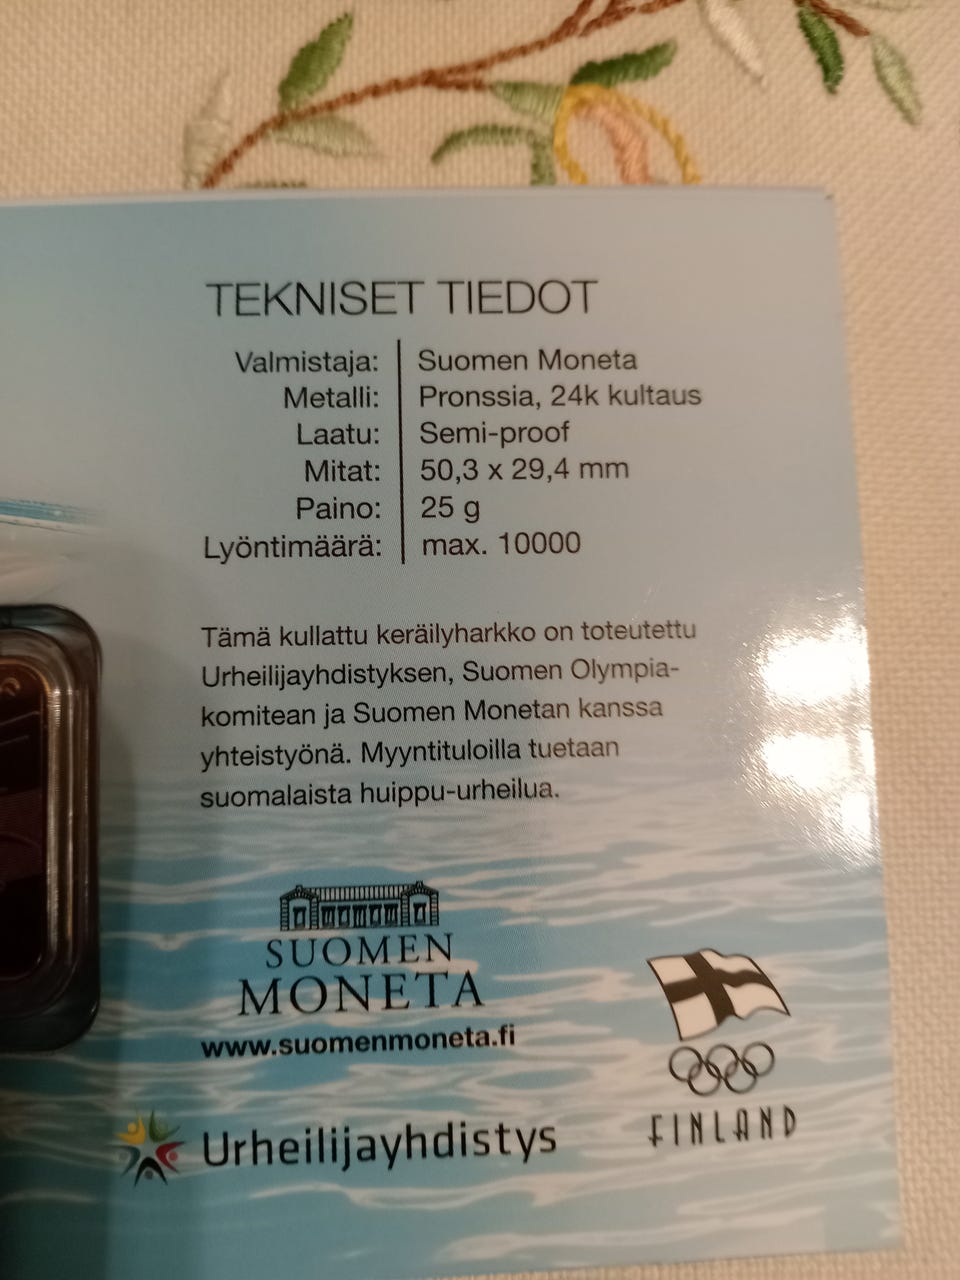 TEKNISET TIEDOT
Valmistaja: Suomen Moneta
Metalli: Pronssia, 24k kultaus
Laatu: Semi-proof
Mitat: 50,3 x 29,4 mm
Paino: 25 g
Lyöntimäärä: max. 10000
Tämä kullattu keräilyharkko on toteutettu
Urheilijayhdistyksen, Suomen Olympia-
komitean ja Suomen Monetan kanssa
yhteistyönä. Myyntituloilla tuetaan
suomalaista huippu-urheilua.
SUOMEN
MONETA
www.suomenmoneta.fi
FINLAND
Urheilijayhdistys